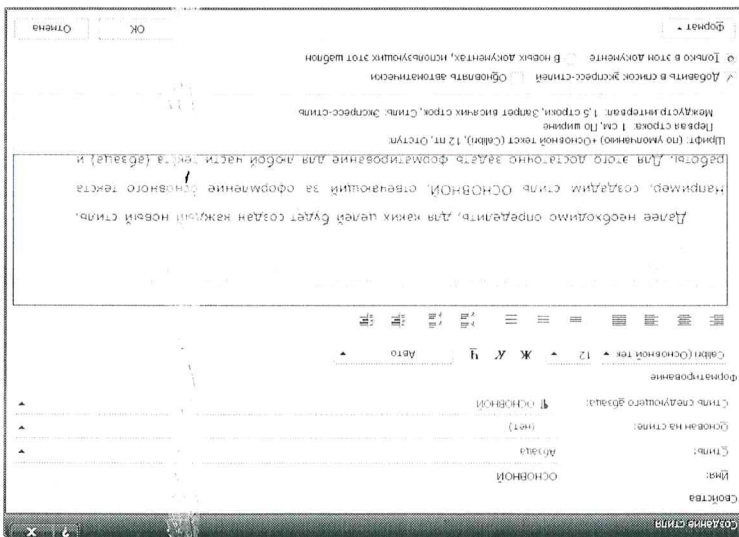 Создание стиля ? X
Свойства
Имя: ОСНОВНОЙ
Стиль: Абзаца
Основан на стиле: (нет)
Стиль следующего абзаца: ¶ ОСНОВНОЙ
Форматирование
Calibri (Основной тек 12 Ж К Ч Авто
Далее необходимо определить, для каких целей будет создан каждый новый стиль.
Например, создадим стиль ОСНОВНОЙ, отвечающий за оформление основного текста
работы. Для этого достаточно задать форматирование для любой части текста (абзаца) и
Шрифт: (по умолчанию) +Основной текст (Calibri), 12 пт, Отступ:
Первая строка: 1 см, По ширине
Междустр.интервал: 1,5 строки, Запрет висячих строк, Стиль: Экспресс-стиль
Добавить в список экспресс-стилей Обновлять автоматически
Только в этом документе В новых документах, использующих этот шаблон
Формат ОК Отмена